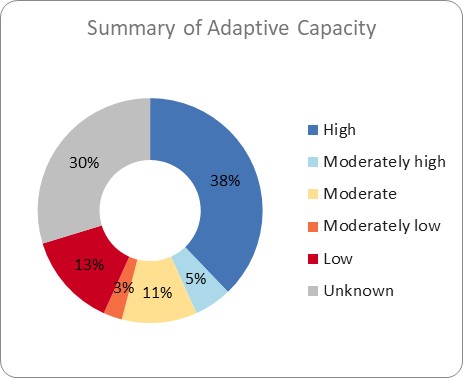 Summary of Adaptive Capacity
30%
38%
13%
3%
11%
5%
High
Moderately high
Moderate
Moderately low
Low
Unknown